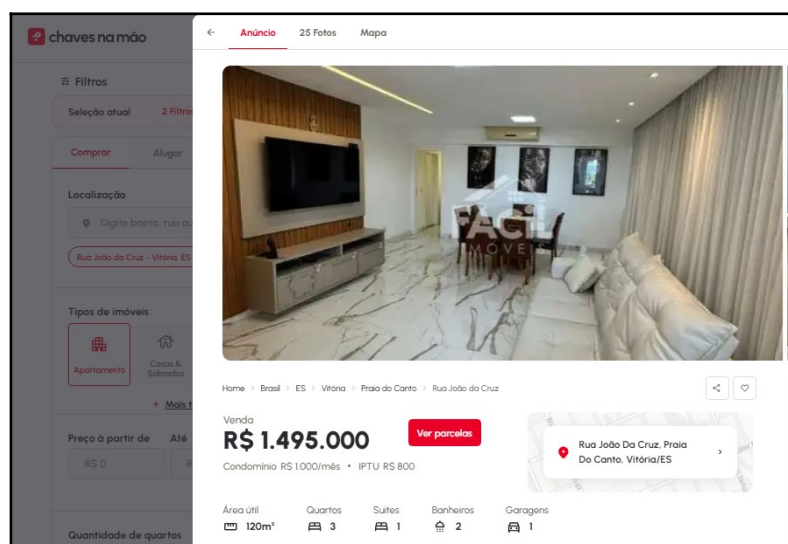 chaves na mão
Anúncio 25 Fotos Mapa
Filtros
Seleção atual 2 Filtros
Comprar Alugar
Localização
Digite bairro, rua ou
Rua João da Cruz - Vitória, ES
Tipos de imóveis
Apartamento Casas & Sobrados
+ Mais
Preço à partir de Até
R$ 0
Quantidade de quartos
FÁCIL
IMÓVEIS
Home > Brasil > ES > Vitória > Praia do Canto > Rua João da Cruz
Venda
R$ 1.495.000
Ver parcelas
Condomínio R$ 1.000/mês • IPTU R$ 800
Rua João Da Cruz, Praia
Do Canto, Vitória/ES
Área útil Quartos Suítes Banheiros Garagens
120m² 3 1 2 1